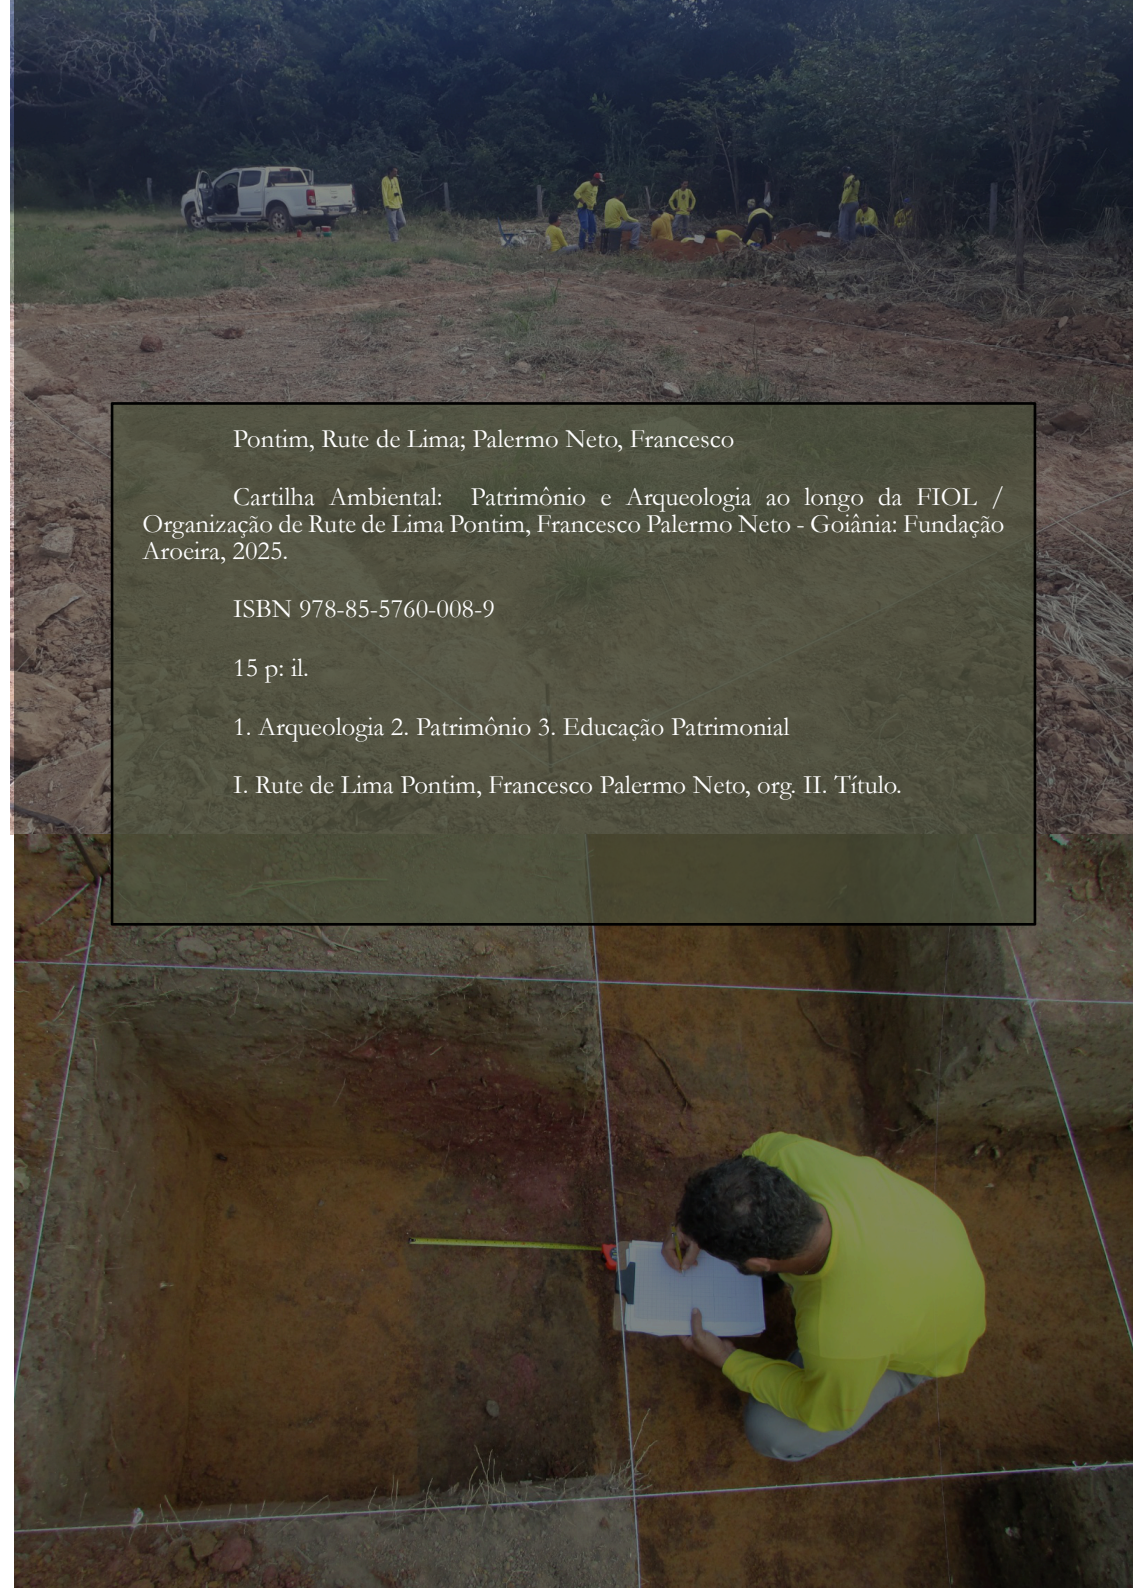 Pontim, Rute de Lima; Palermo Neto, Francesco
Cartilha Ambiental: Patrimônio e Arqueologia ao longo da FIOL /
Organização de Rute de Lima Pontim, Francesco Palermo Neto - Goiânia: Fundação
Aroeira, 2025.
ISBN 978-85-5760-008-9
15 p: il.
1. Arqueologia 2. Patrimônio 3. Educação Patrimonial
I. Rute de Lima Pontim, Francesco Palermo Neto, org. II. Título.